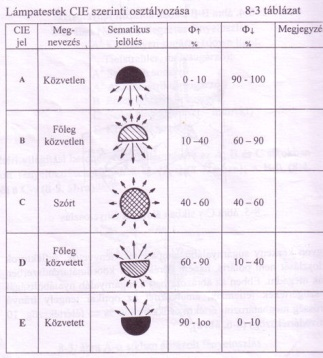 Lámpatestek CIE szerinti osztályozása 8-3 táblázat
CIE jel Meg-nevezés Sematikus jelölés Φ↑ % Φ↓ % Megjegyzé
A Közvetlen 0 - 10 90 - 100
B Főleg közvetlen 10 –40 60 – 90
C Szórt 40 - 60 40 - 60
D Főleg közvetett 60 - 90 10 – 40
E Közvetett 90 - loo 0 –10